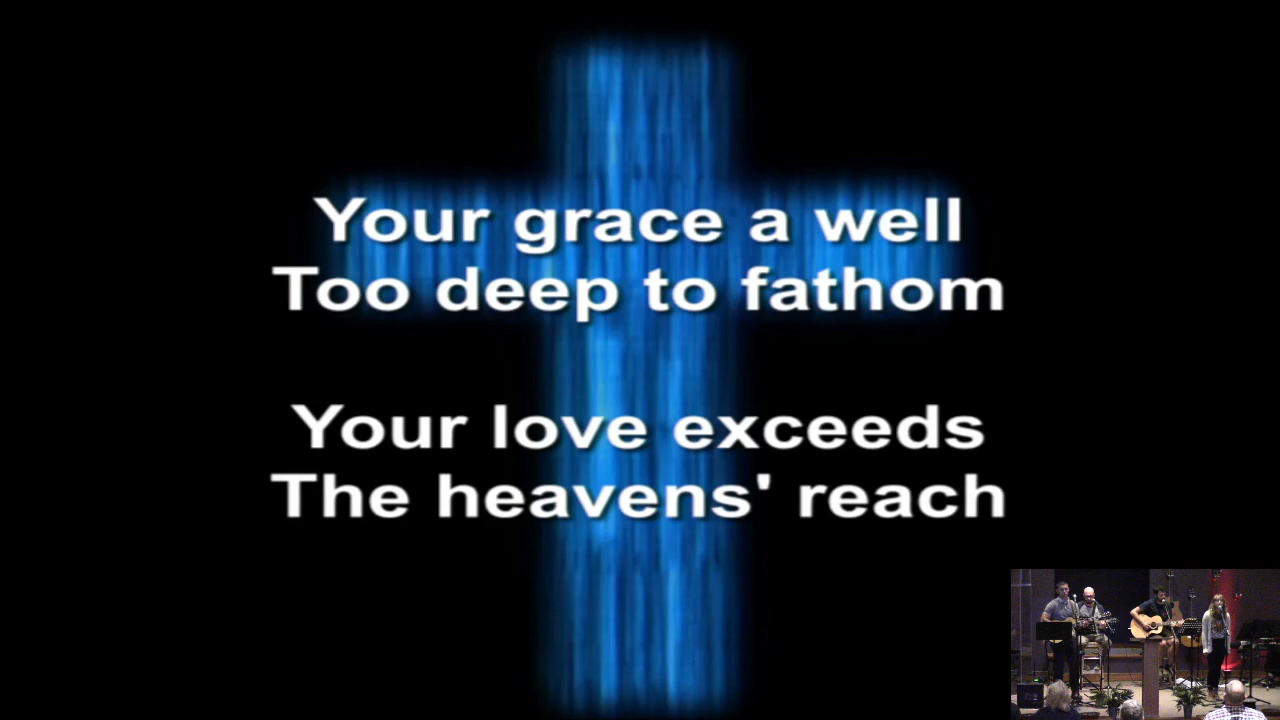 Your grace a well
Too deep to fathom
Your love exceeds
The heavens' reach